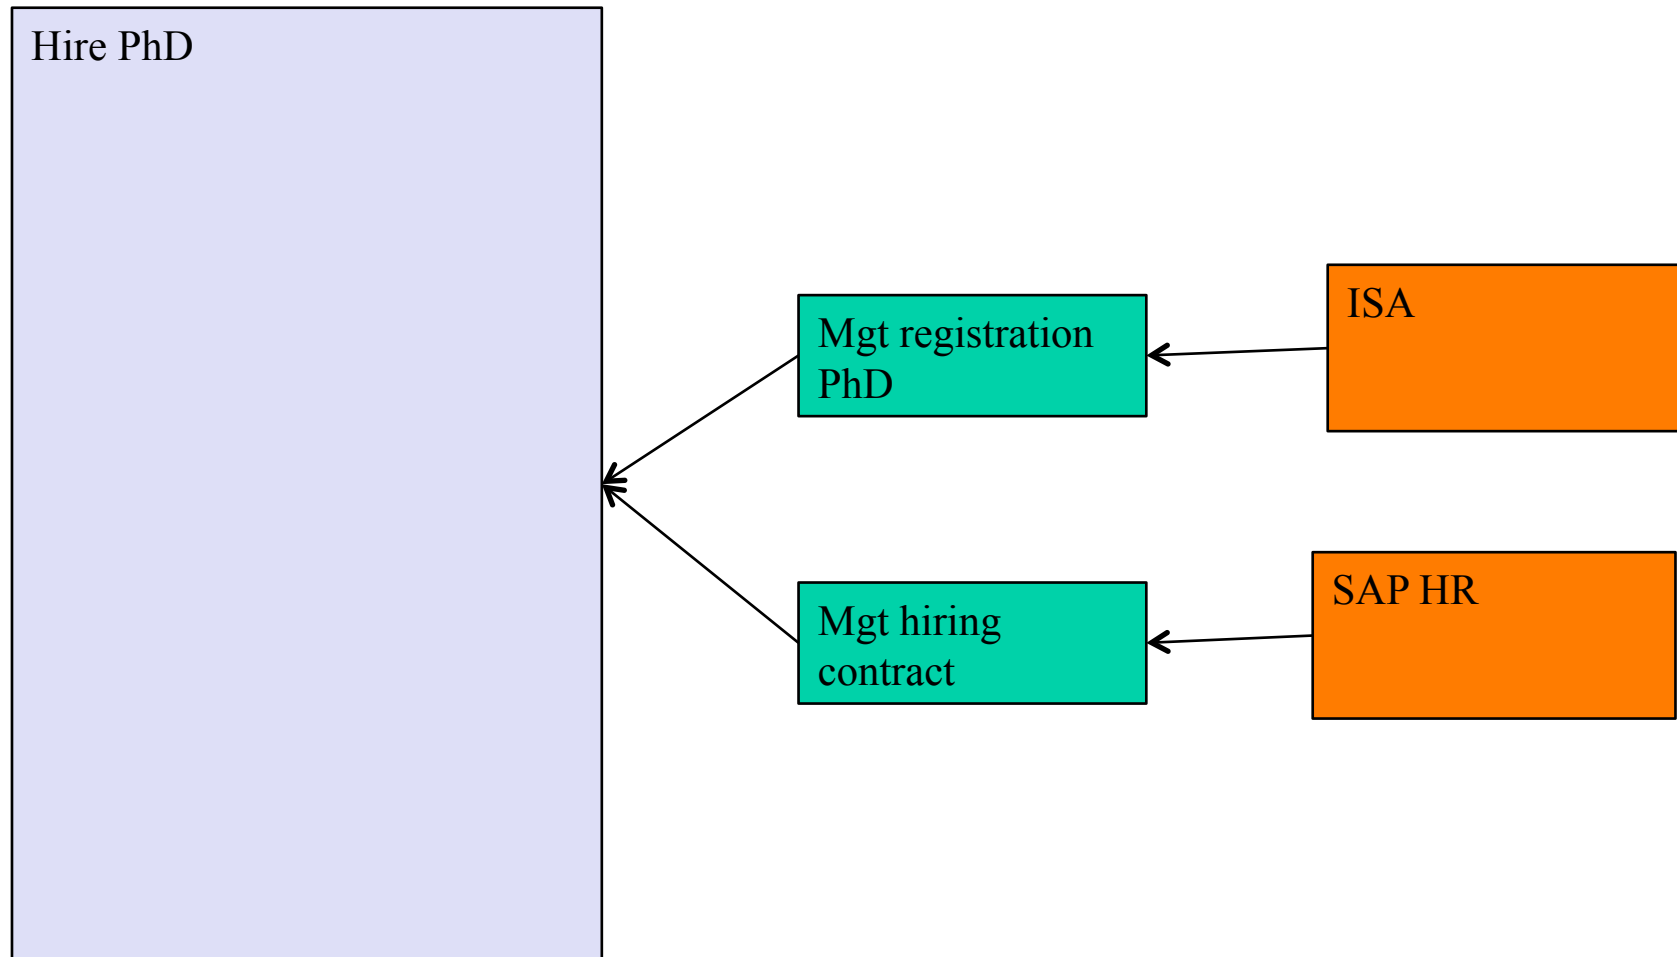 Hire PhD
Mgt registration
PhD
ISA
Mgt hiring
contract
SAP HR